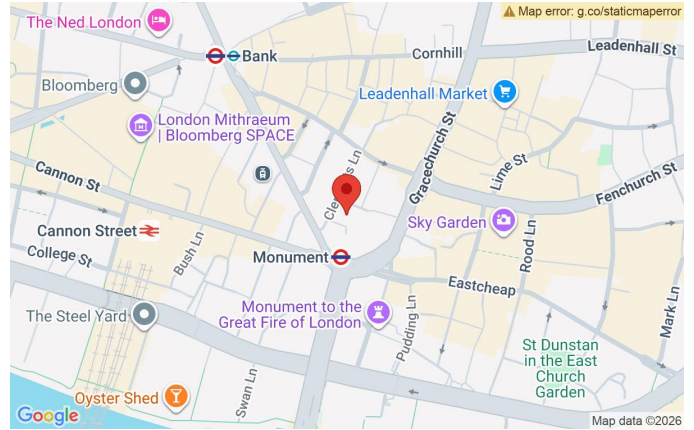 Map error: g.co/staticmaperror
The Ned London
Bank
Cornhill
Leadenhall St
Bloomberg
Leadenhall Market
London Mithraeum
| Bloomberg SPACE
Gracechurch St
Lime St
Fenchurch St
Cannon St
Cannon Street
College St
Bush Ln
Sky Garden
Rood Ln
Monument
Eastcheap
Mark Ln
The Steel Yard
Monument to the
Great Fire of London
Pudding Ln
St Dunstan
in the East
Church
Garden
Swan Ln
Oyster Shed
Google
Map data ©2026